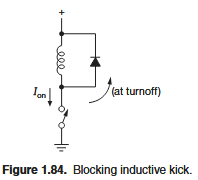 +
I_on
(at turnoff)
Figure 1.84. Blocking inductive kick.